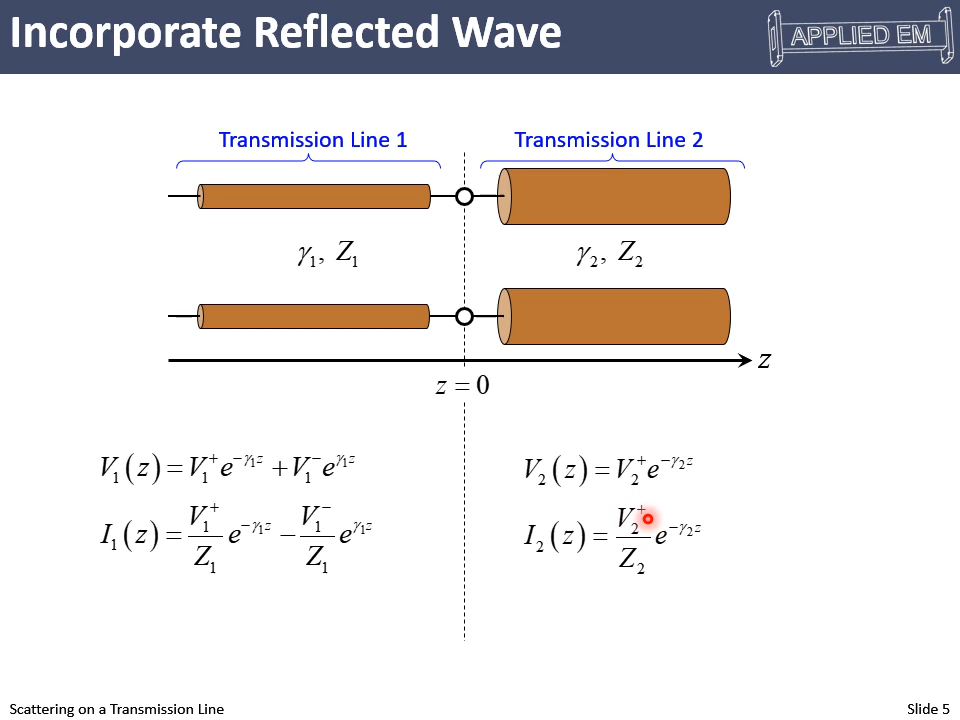 Incorporate Reflected Wave
APPLIED EM
Transmission Line 1
Transmission Line 2
γ₁, Z₁
γ₂, Z₂
z
z = 0
V₁(z) = V₁⁺e^(−γ₁z) + V₁⁻e^(γ₁z)
V₂(z) = V₂⁺e^(−γ₂z)
I₁(z) = V₁⁺/Z₁ e^(−γ₁z) − V₁⁻/Z₁ e^(γ₁z)
I₂(z) = V₂⁺/Z₂ e^(−γ₂z)
Scattering on a Transmission Line
Slide 5